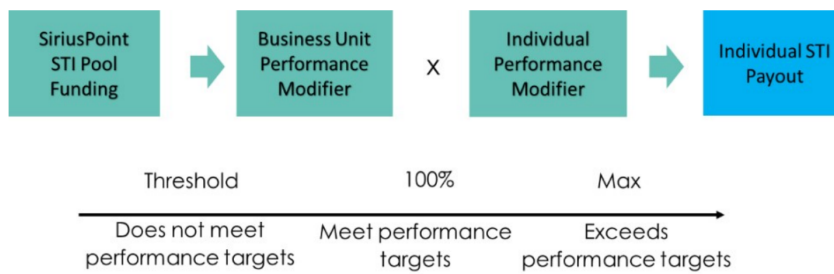 SiriusPoint
STI Pool
Funding
Business Unit
Performance
Modifier
X
Individual
Performance
Modifier
Individual STI
Payout
Threshold
100%
Max
Does not meet
performance targets
Meet performance
targets
Exceeds
performance targets